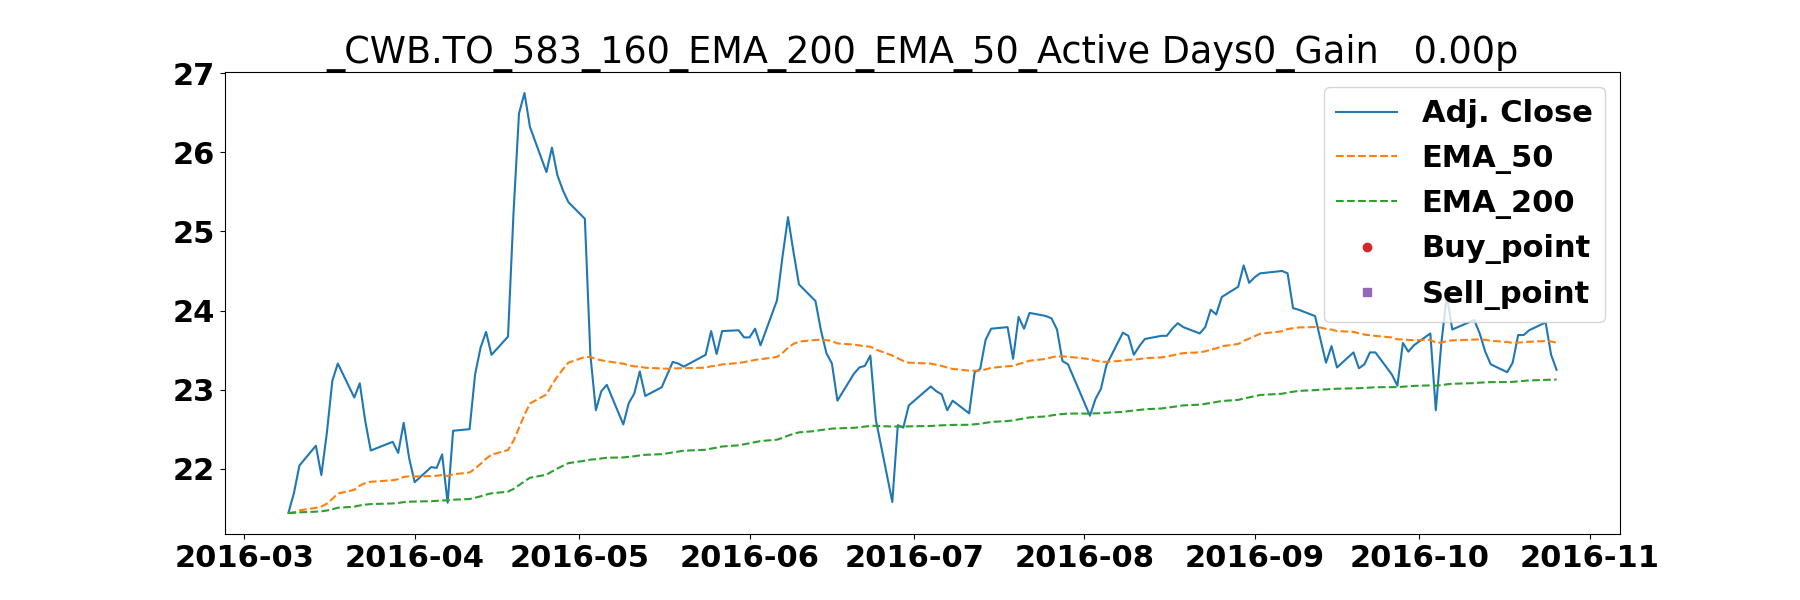 _CWB.TO_583_160_EMA_200_EMA_50_Active Days0_Gain   0.00p
27
26
25
24
23
22
Adj. Close
EMA_50
EMA_200
Buy_point
Sell_point
2016-03 2016-04 2016-05 2016-06 2016-07 2016-08 2016-09 2016-10 2016-11